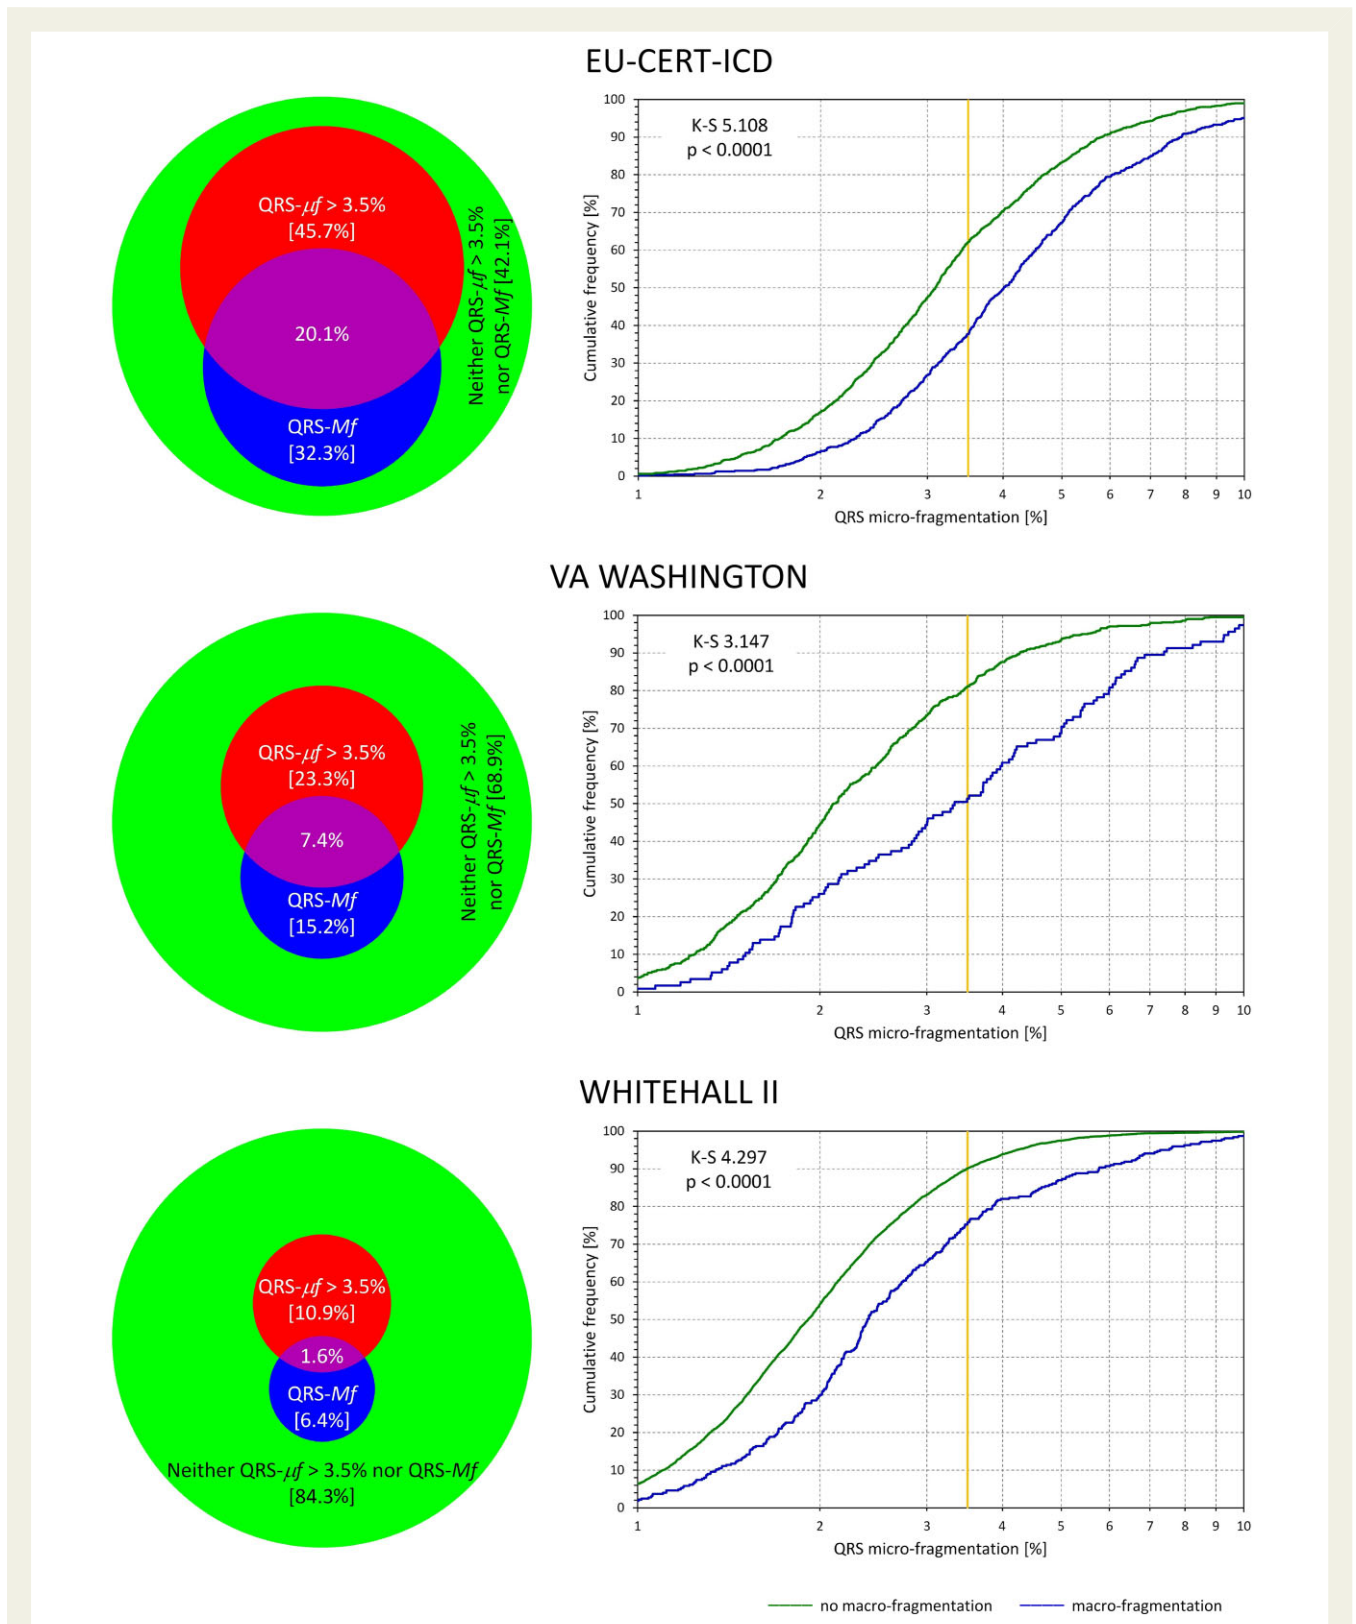 EU-CERT-ICD
QRS-μf > 3.5%
[45.7%]
20.1%
QRS-Mf
[32.3%]
Neither QRS-μf > 3.5%
nor QRS-Mf [42.1%]
K-S 5.108
p < 0.0001
Cumulative frequency [%]
100
90
80
70
60
50
40
30
20
10
0
1 2 3 4 5 6 7 8 9 10
QRS micro-fragmentation [%]
VA WASHINGTON
QRS-μf > 3.5%
[23.3%]
7.4%
QRS-Mf
[15.2%]
Neither QRS-μf > 3.5%
nor QRS-Mf [68.9%]
K-S 3.147
p < 0.0001
Cumulative frequency [%]
100
90
80
70
60
50
40
30
20
10
0
1 2 3 4 5 6 7 8 9 10
QRS micro-fragmentation [%]
WHITEHALL II
QRS-μf > 3.5%
[10.9%]
1.6%
QRS-Mf
[6.4%]
Neither QRS-μf > 3.5% nor QRS-Mf
[84.3%]
K-S 4.297
p < 0.0001
Cumulative frequency [%]
100
90
80
70
60
50
40
30
20
10
0
1 2 3 4 5 6 7 8 9 10
QRS micro-fragmentation [%]
no macro-fragmentation macro-fragmentation